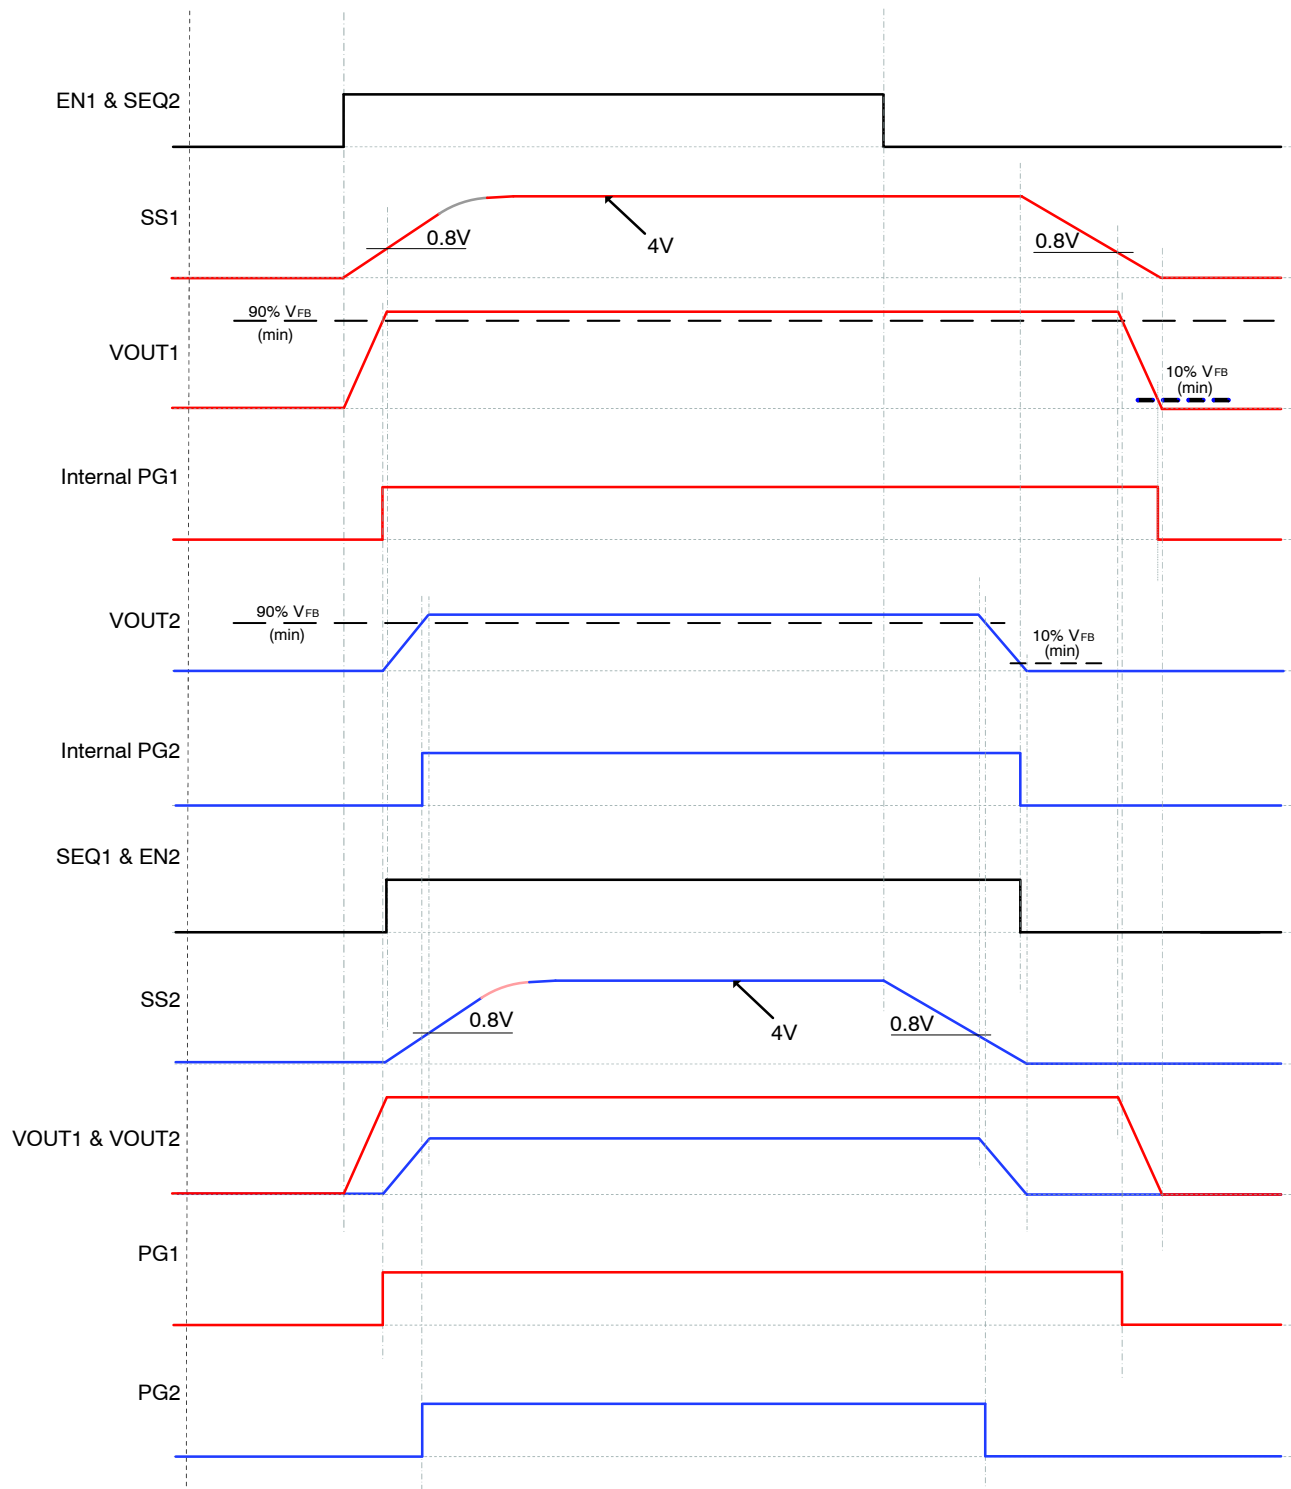 EN1 & SEQ2
SS1
0.8V
4V
0.8V
90% VFB
(min)
VOUT1
10% VFB
(min)
Internal PG1
VOUT2
90% VFB
(min)
10% VFB
(min)
Internal PG2
SEQ1 & EN2
SS2
0.8V
4V
0.8V
VOUT1 & VOUT2
PG1
PG2